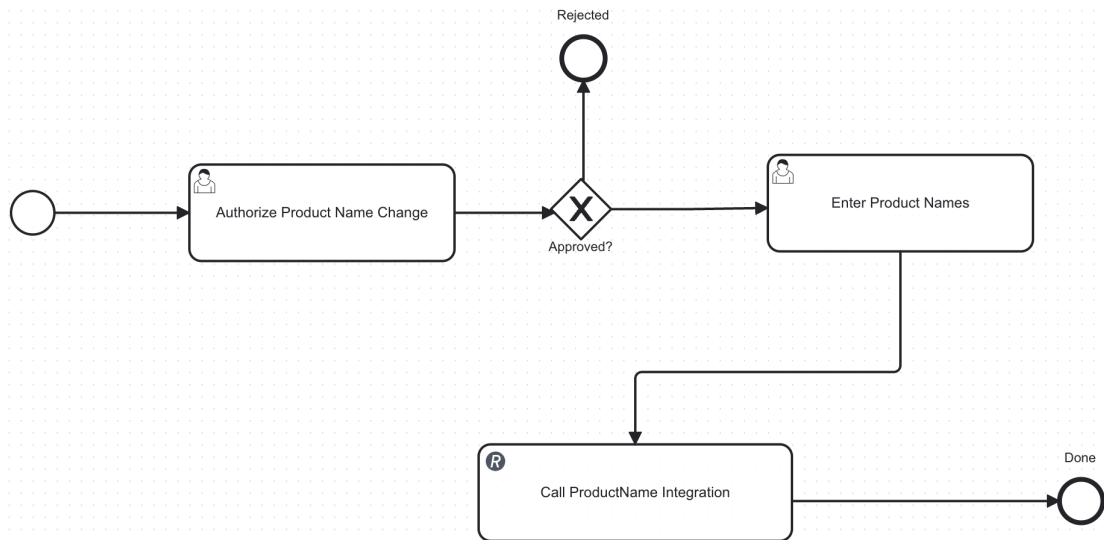 Rejected
Authorize Product Name Change
Approved?
Enter Product Names
R
Call ProductName Integration
Done